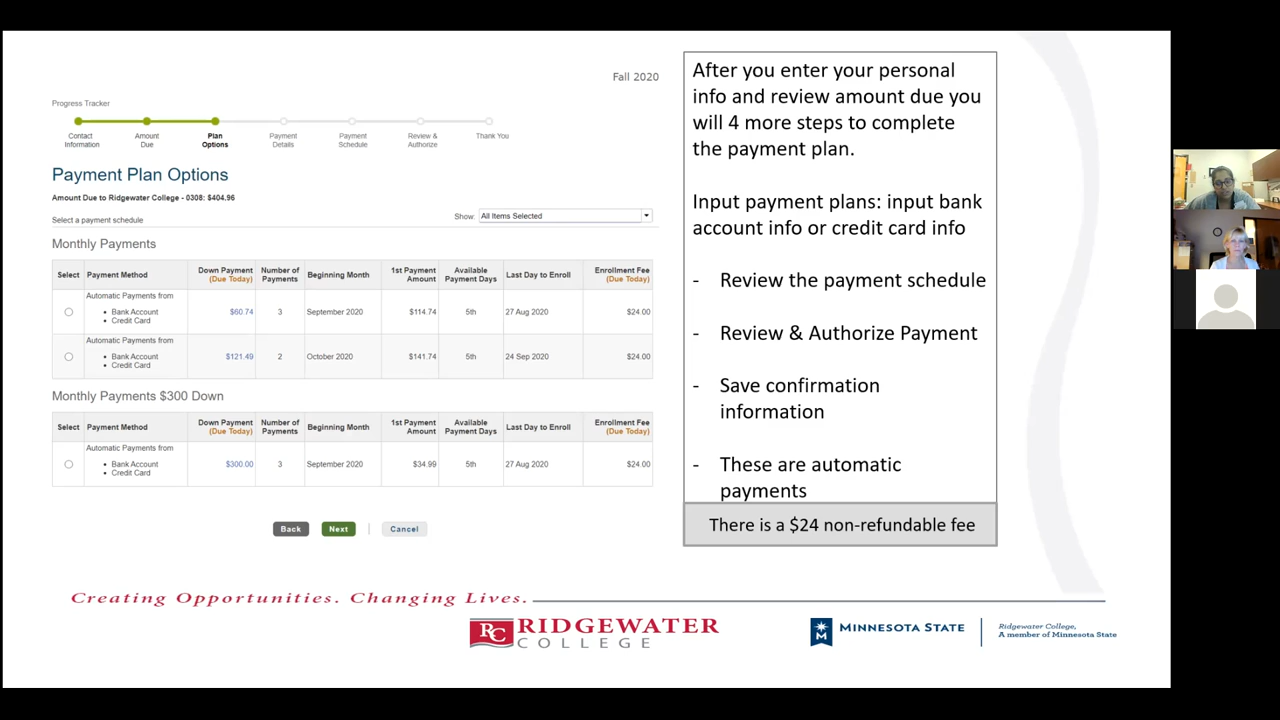 Fall 2020
Progress Tracker
Contact Information
Amount Due
Plan Options
Payment Details
Payment Schedule
Review & Authorize
Thank You
Payment Plan Options
Amount Due to Ridgewater College - 0308: $404.96
Select a payment schedule
Show: All Items Selected
Monthly Payments
Select Payment Method Down Payment (Due Today) Number of Payments Beginning Month 1st Payment Amount Available Payment Days Last Day to Enroll Enrollment Fee (Due Today)
Automatic Payments from
• Bank Account
• Credit Card
$60.74 3 September 2020 $114.74 5th 27 Aug 2020 $24.00
Automatic Payments from
• Bank Account
• Credit Card
$121.49 2 October 2020 $141.74 5th 24 Sep 2020 $24.00
Monthly Payments $300 Down
Select Payment Method Down Payment (Due Today) Number of Payments Beginning Month 1st Payment Amount Available Payment Days Last Day to Enroll Enrollment Fee (Due Today)
Automatic Payments from
• Bank Account
• Credit Card
$300.00 3 September 2020 $34.99 5th 27 Aug 2020 $24.00
Back Next | Cancel
After you enter your personal
info and review amount due you
will 4 more steps to complete
the payment plan.
Input payment plans: input bank
account info or credit card info
- Review the payment schedule
- Review & Authorize Payment
- Save confirmation
information
- These are automatic
payments
There is a $24 non-refundable fee
Creating Opportunities. Changing Lives.
RC RIDGEWATER
COLLEGE
M MINNESOTA STATE
Ridgewater College,
A member of Minnesota State